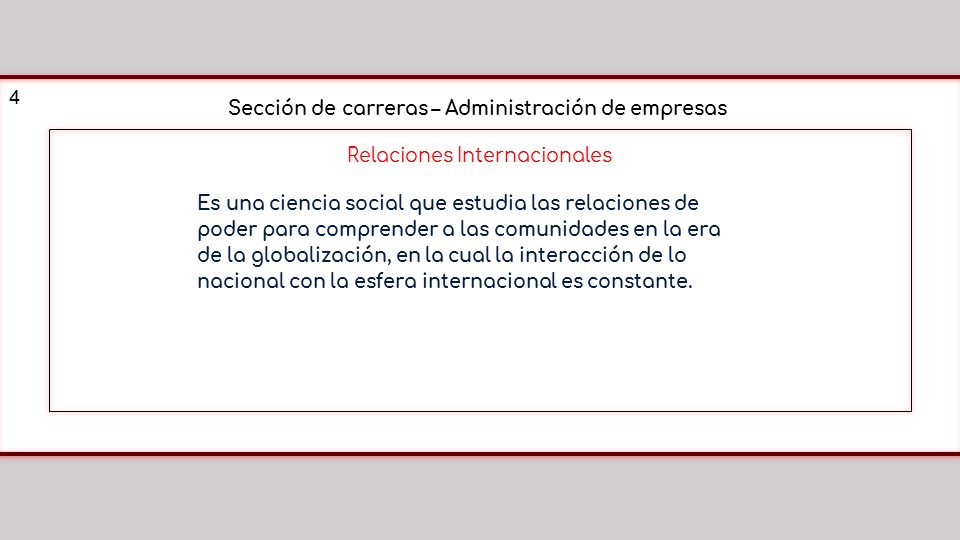 4
Sección de carreras – Administración de empresas
Relaciones Internacionales
Es una ciencia social que estudia las relaciones de
poder para comprender a las comunidades en la era
de la globalización, en la cual la interacción de lo
nacional con la esfera internacional es constante.